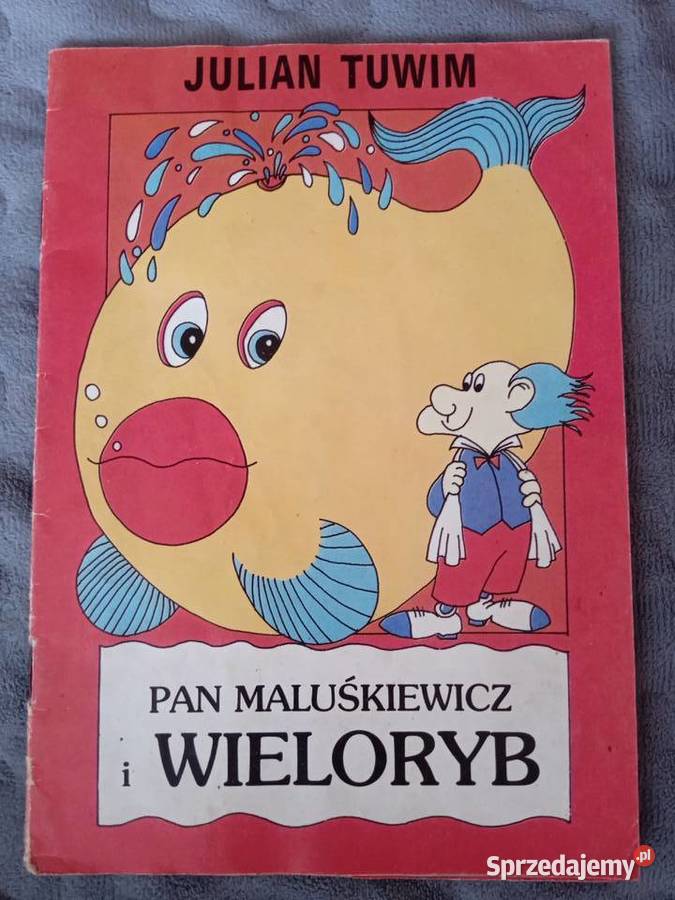 JULIAN TUWIM
PAN MALUŚKIEWICZ
i WIELORYB
Sprzedajemy.pl